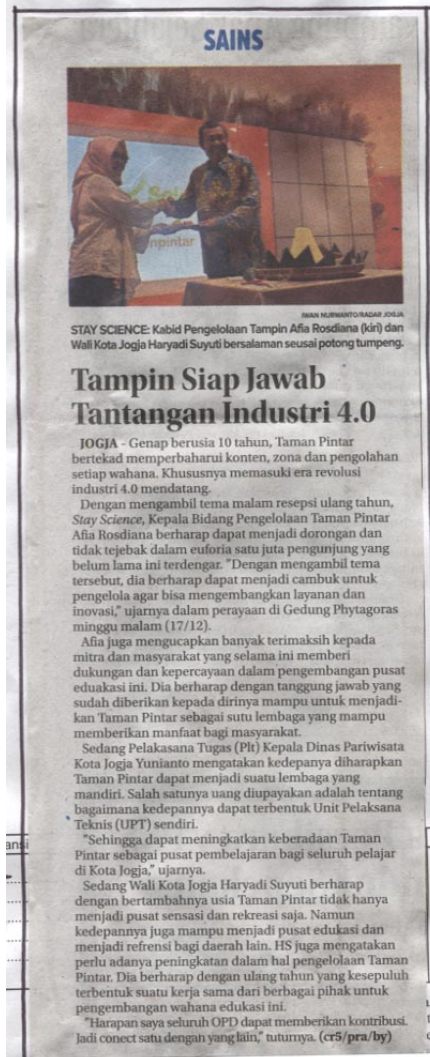 SAINS
npintar
IWAN NURWANTO/RADAR JOGJA
STAY SCIENCE: Kabid Pengelolaan Tampin Afia Rosdiana (kiri) dan
Wali Kota Jogja Haryadi Suyuti bersalaman seusai potong tumpeng.
Tampin Siap Jawab
Tantangan Industri 4.0
JOGJA - Genap berusia 10 tahun, Taman Pintar
bertekad memperbaharui konten, zona dan pengolahan
setiap wahana. Khususnya memasuki era revolusi
industri 4.0 mendatang.
Dengan mengambil tema malam resepsi ulang tahun,
Stay Science, Kepala Bidang Pengelolaan Taman Pintar
Afia Rosdiana berharap dapat menjadi dorongan dan
tidak tejebak dalam euforia satu juta pengunjung yang
belum lama ini terdengar. "Dengan mengambil tema
tersebut, dia berharap dapat menjadi cambuk untuk
pengelola agar bisa mengembangkan layanan dan
inovasi," ujarnya dalam perayaan di Gedung Phytagoras
minggu malam (17/12).
Afia juga mengucapkan banyak terimaksih kepada
mitra dan masyarakat yang selama ini memberi
dukungan dan kepercayaan dalam pengembangan pusat
eduakasi ini. Dia berharap dengan tanggung jawab yang
sudah diberikan kepada dirinya mampu untuk menjadi-
kan Taman Pintar sebagai sutu lembaga yang mampu
memberikan manfaat bagi masyarakat.
Sedang Pelakasana Tugas (Plt) Kepala Dinas Pariwisata
Kota Jogja Yunianto mengatakan kedepanya diharapkan
Taman Pintar dapat menjadi suatu lembaga yang
mandiri. Salah satunya uang diupayakan adalah tentang
bagaimana kedepannya dapat terbentuk Unit Pelaksana
Teknis (UPT) sendiri.
"Sehingga dapat meningkatkan keberadaan Taman
Pintar sebagai pusat pembelajaran bagi seluruh pelajar
di Kota Jogja," ujarnya.
Sedang Wali Kota Jogja Haryadi Suyuti berharap
dengan bertambahnya usia Taman Pintar tidak hanya
menjadi pusat sensasi dan rekreasi saja. Namun
kedepannya juga mampu menjadi pusat edukasi dan
menjadi refrensi bagi daerah lain. HS juga mengatakan
perlu adanya peningkatan dalam hal pengelolaan Taman
Pintar. Dia berharap dengan ulang tahun yang kesepuluh
terbentuk suatu kerja sama dari berbagai pihak untuk
pengembangan wahana edukasi ini.
"Harapan saya seluruh OPD dapat memberikan kontribusi.
Jadi conect satu dengan yang lain," tuturnya. (cr5/pra/by)